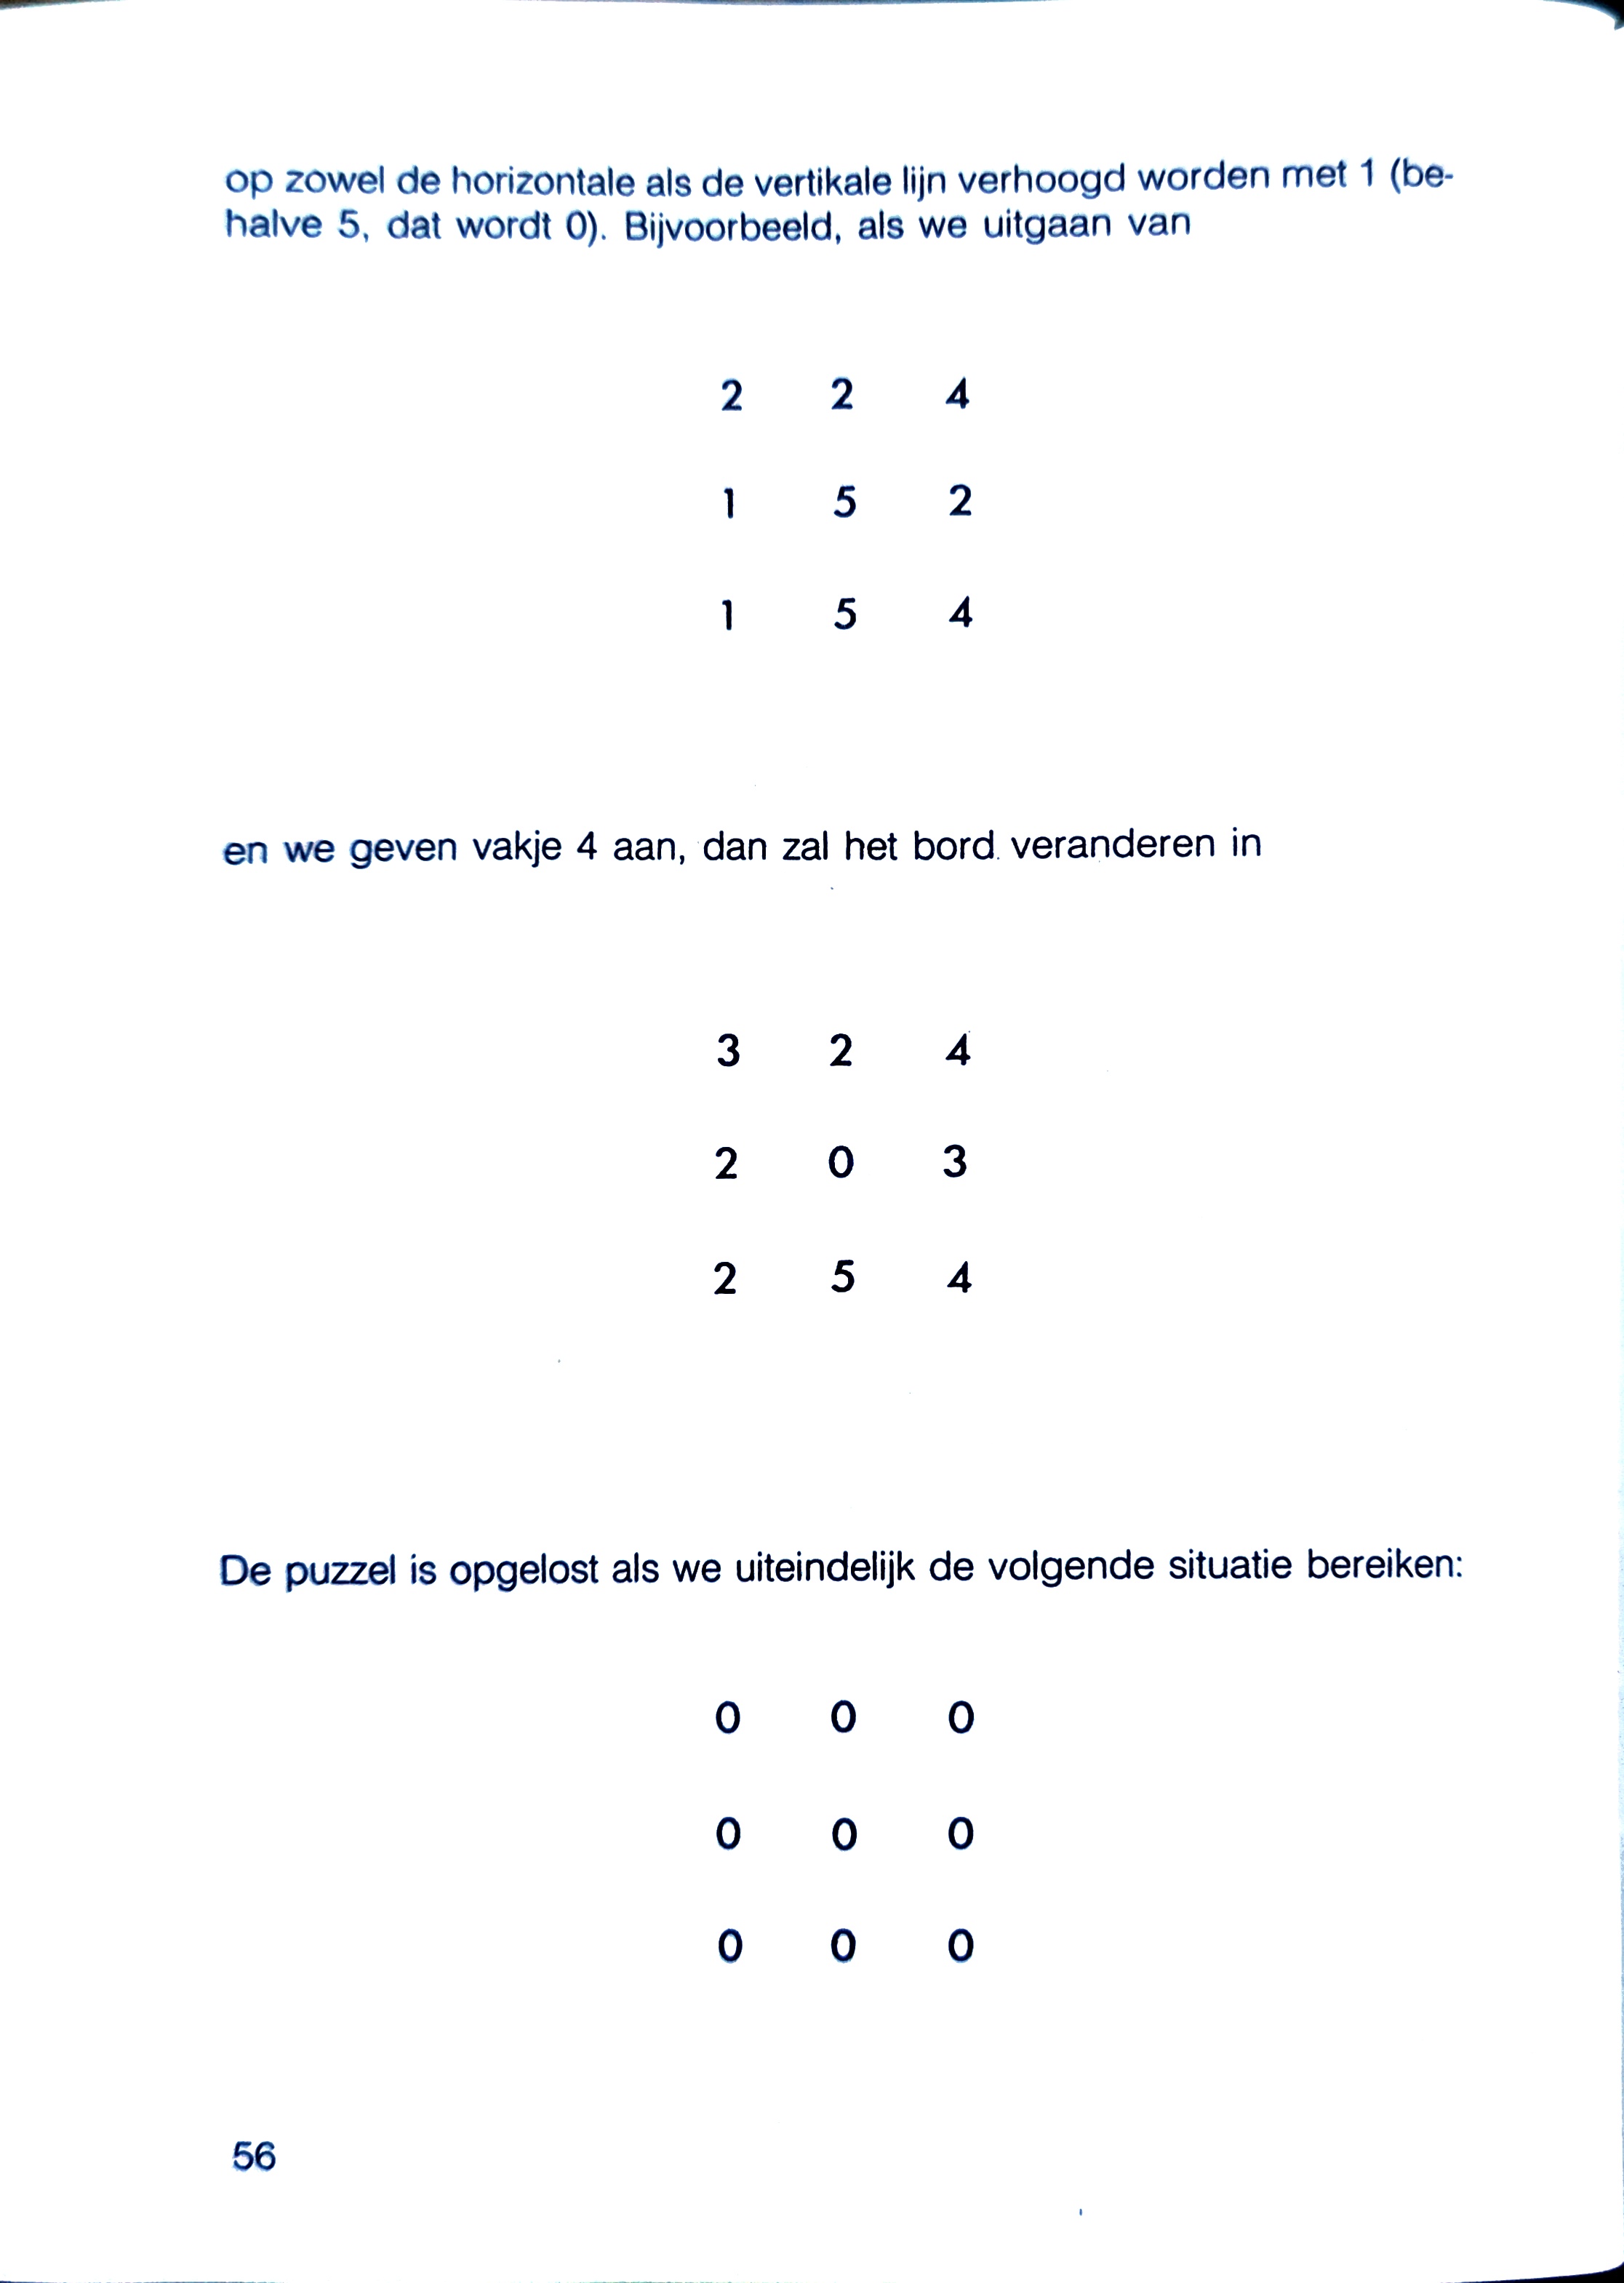 op zowel de horizontale als de vertikale lijn verhoogd worden met 1 (be-
halve 5, dat wordt 0). Bijvoorbeeld, als we uitgaan van
2 2 4
1 5 2
1 5 4
en we geven vakje 4 aan, dan zal het bord veranderen in
3 2 4
2 0 3
2 5 4
De puzzel is opgelost als we uiteindelijk de volgende situatie bereiken:
0 0 0
0 0 0
0 0 0
56